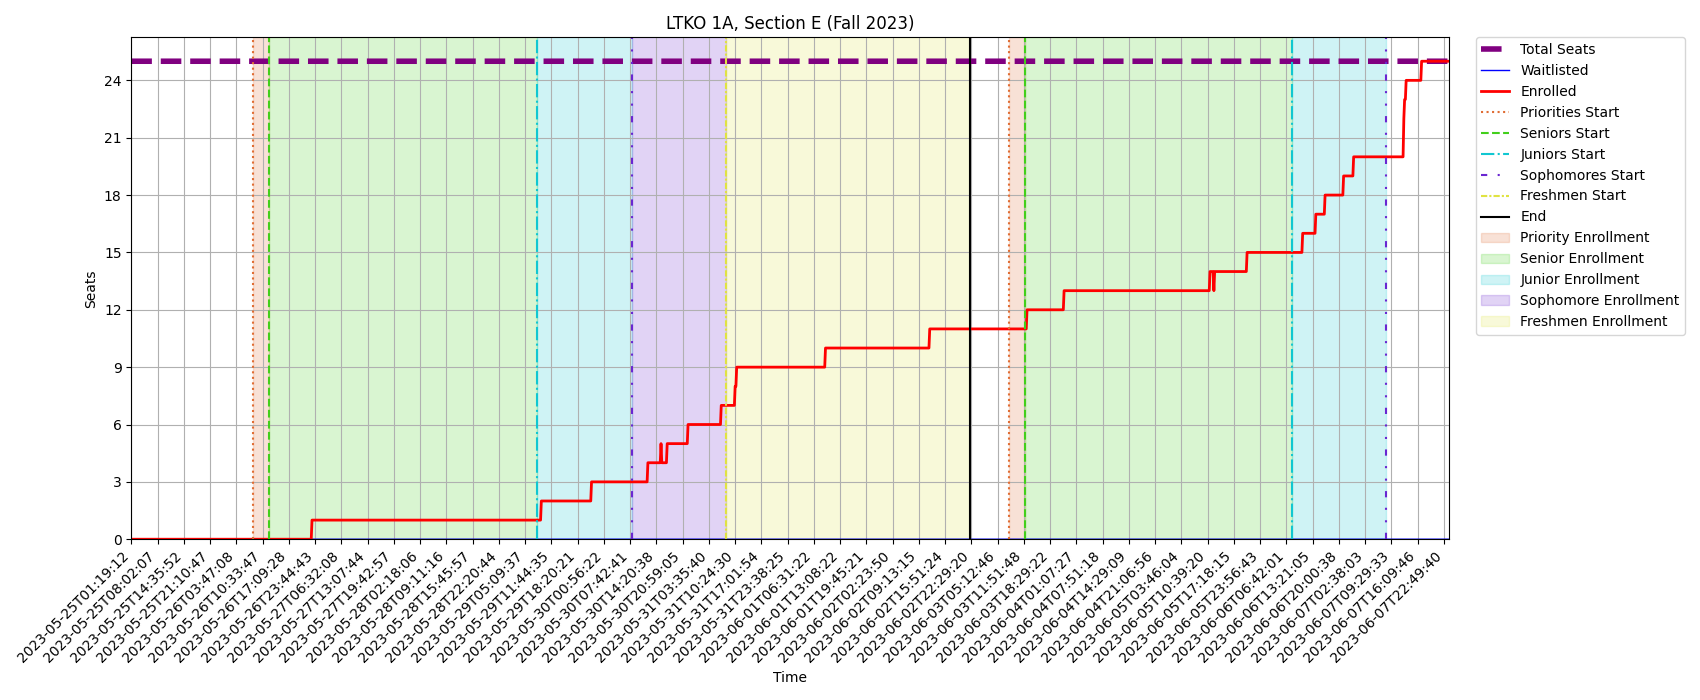 LTKO 1A, Section E (Fall 2023)
Seats
24
21
18
15
12
9
6
3
0
2023-05-25T01:19:12
2023-05-25T08:02:07
2023-05-25T14:35:52
2023-05-25T21:10:47
2023-05-26T03:47:08
2023-05-26T10:33:47
2023-05-26T17:09:28
2023-05-26T23:44:43
2023-05-27T06:32:08
2023-05-27T13:07:44
2023-05-27T19:42:57
2023-05-28T02:18:06
2023-05-28T09:11:16
2023-05-28T15:45:57
2023-05-28T22:20:44
2023-05-29T05:09:37
2023-05-29T11:44:35
2023-05-29T18:20:21
2023-05-30T00:56:22
2023-05-30T07:42:41
2023-05-30T14:20:38
2023-05-30T20:59:05
2023-05-31T03:35:40
2023-05-31T10:24:30
2023-05-31T17:01:54
2023-05-31T23:38:25
2023-06-01T06:31:22
2023-06-01T13:08:22
2023-06-01T19:45:21
2023-06-02T02:23:50
2023-06-02T09:13:15
2023-06-02T15:51:24
2023-06-02T22:29:20
2023-06-03T05:12:46
2023-06-03T11:51:48
2023-06-03T18:29:22
2023-06-04T01:07:27
2023-06-04T07:51:18
2023-06-04T14:29:09
2023-06-04T21:06:56
2023-06-05T03:46:04
2023-06-05T10:39:20
2023-06-05T17:18:15
2023-06-05T23:56:43
2023-06-06T06:42:01
2023-06-06T13:21:05
2023-06-06T20:00:38
2023-06-07T02:38:03
2023-06-07T09:29:33
2023-06-07T16:09:46
2023-06-07T22:49:40
Time
Total Seats
Waitlisted
Enrolled
Priorities Start
Seniors Start
Juniors Start
Sophomores Start
Freshmen Start
End
Priority Enrollment
Senior Enrollment
Junior Enrollment
Sophomore Enrollment
Freshmen Enrollment